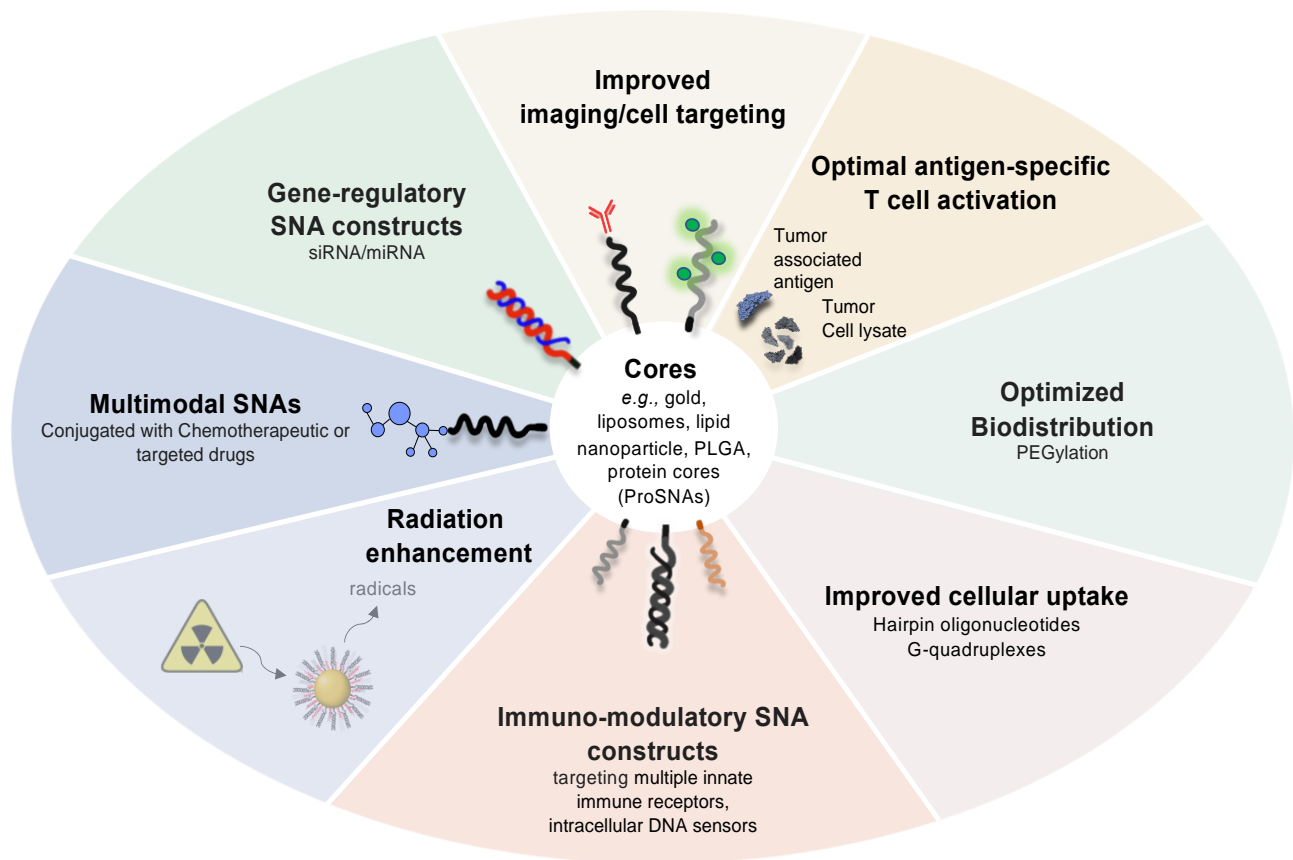 Improved
imaging/cell targeting
Optimal antigen-specific
T cell activation
Tumor
associated
antigen
Tumor
Cell lysate
Gene-regulatory
SNA constructs
siRNA/miRNA
Cores
e.g., gold,
liposomes, lipid
nanoparticle, PLGA,
protein cores
(ProSNAs)
Multimodal SNAs
Conjugated with Chemotherapeutic or
targeted drugs
Optimized
Biodistribution
PEGylation
Radiation
enhancement
radicals
Improved cellular uptake
Hairpin oligonucleotides
G-quadruplexes
Immuno-modulatory SNA
constructs
targeting multiple innate
immune receptors,
intracellular DNA sensors